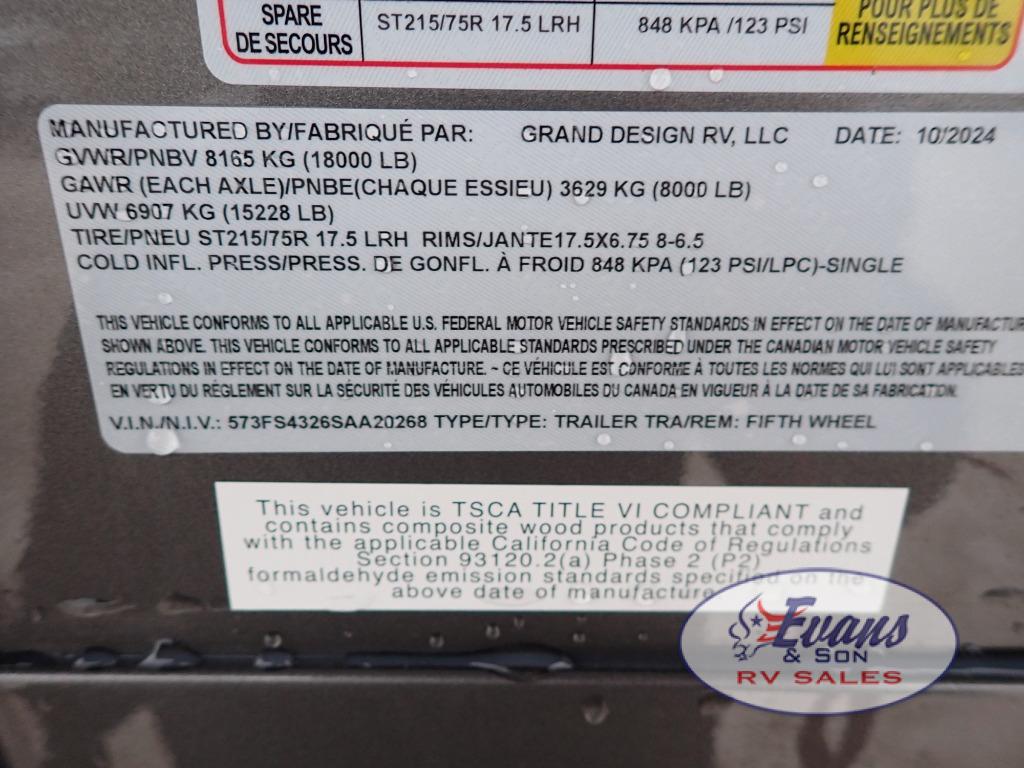 SPARE
DE SECOURS
ST215/75R 17.5 LRH
848 KPA /123 PSI
POUR PLUS DE
RENSEIGNEMENTS
MANUFACTURED BY/FABRIQUÉ PAR: GRAND DESIGN RV, LLC DATE: 10/2024
GVWR/PNBV 8165 KG (18000 LB)
GAWR (EACH AXLE)/PNBE(CHAQUE ESSIEU) 3629 KG (8000 LB)
UVW 6907 KG (15228 LB)
TIRE/PNEU ST215/75R 17.5 LRH RIMS/JANTE17.5X6.75 8-6.5
COLD INFL. PRESS/PRESS. DE GONFL. À FROID 848 KPA (123 PSI/LPC)-SINGLE
THIS VEHICLE CONFORMS TO ALL APPLICABLE U.S. FEDERAL MOTOR VEHICLE SAFETY STANDARDS IN EFFECT ON THE DATE OF MANUFACTUR
SHOWN ABOVE. THIS VEHICLE CONFORMS TO ALL APPLICABLE STANDARDS PRESCRIBED UNDER THE CANADIAN MOTOR VEHICLE SAFETY
REGULATIONS IN EFFECT ON THE DATE OF MANUFACTURE. ~ CE VÉHICULE EST CONFORME À TOUTES LES NORMES QUI LUI SONT APPLICABLES
EN VERTU DU RÉGLEMENT SUR LA SÉCURITÉ DES VÉHICULES AUTOMOBILES DU CANADA EN VIGUEUR À LA DATE DE SA FABRICATION.
V.I.N./N.I.V.: 573FS4326SAA20268 TYPE/TYPE: TRAILER TRA/REM: FIFTH WHEEL
This vehicle is TSCA TITLE VI COMPLIANT and
contains composite wood products that comply
with the applicable California Code of Regulations
Section 93120.2(a) Phase 2 (P2)
formaldehyde emission standards specified on the
above date of manufacture
Evans
& SON
RV SALES